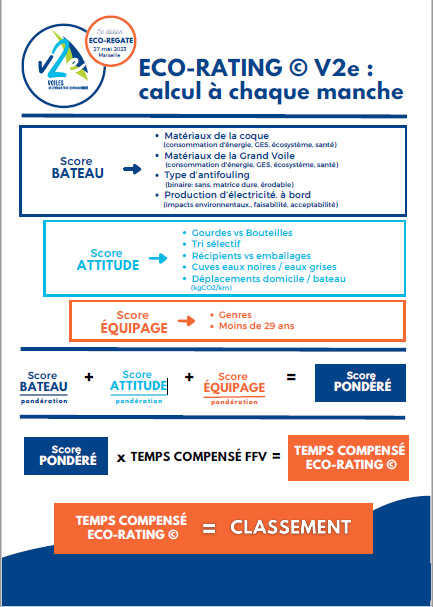 5e édition
ECO-REGATE
27 mai 2023
Marseille
v2e
VOILES
ECO-RATING © V2e :
calcul à chaque manche
Score
BATEAU
• Matériaux de la coque
(consommation d'énergie, GES, écosystème, santé)
• Matériaux de la Grand Voile
(consommation d'énergie, GES, écosystème, santé)
• Type d'antifouling
(binaire: sans, matrice dure, érodable)
• Production d'électricité. à bord
(impacts environnementaux., faisabilité, acceptabilité)
Score
ATTITUDE
• Gourdes vs Bouteilles
• Tri sélectif
• Récipients vs emballages
• Cuves eaux noires / eaux grises
• Déplacements domicile / bateau
(kgCO2/km)
Score
ÉQUIPAGE
• Genres
• Moins de 29 ans
Score
BATEAU
pondération
+
Score
ATTITUDE
pondération
+
Score
ÉQUIPAGE
pondération
=
Score
PONDÉRÉ
Score
PONDÉRÉ
x TEMPS COMPENSÉ FFV =
TEMPS COMPENSÉ
ECO-RATING ©
TEMPS COMPENSÉ
ECO-RATING ©
= CLASSEMENT